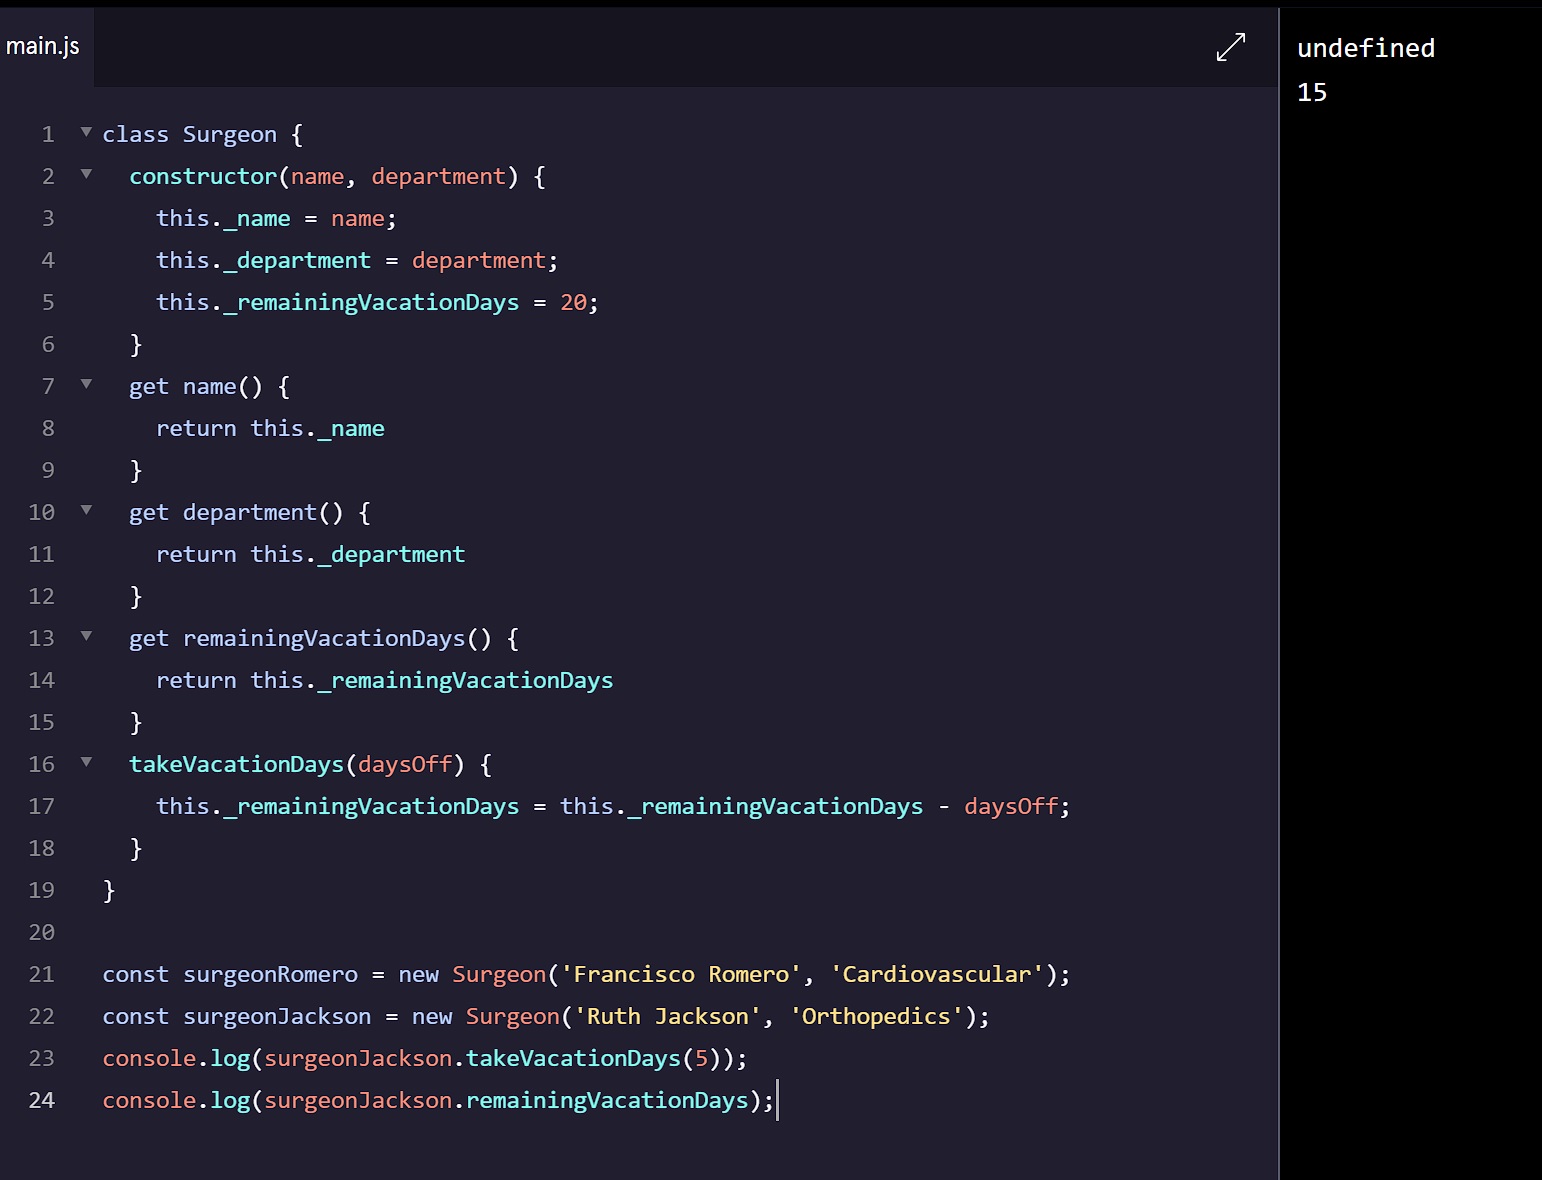 main.js
1 class Surgeon {
2   constructor(name, department) {
3     this._name = name;
4     this._department = department;
5     this._remainingVacationDays = 20;
6   }
7   get name() {
8     return this._name
9   }
10   get department() {
11     return this._department
12   }
13   get remainingVacationDays() {
14     return this._remainingVacationDays
15   }
16   takeVacationDays(daysOff) {
17     this._remainingVacationDays = this._remainingVacationDays - daysOff;
18   }
19 }
20
21 const surgeonRomero = new Surgeon('Francisco Romero', 'Cardiovascular');
22 const surgeonJackson = new Surgeon('Ruth Jackson', 'Orthopedics');
23 console.log(surgeonJackson.takeVacationDays(5));
24 console.log(surgeonJackson.remainingVacationDays);
undefined
15